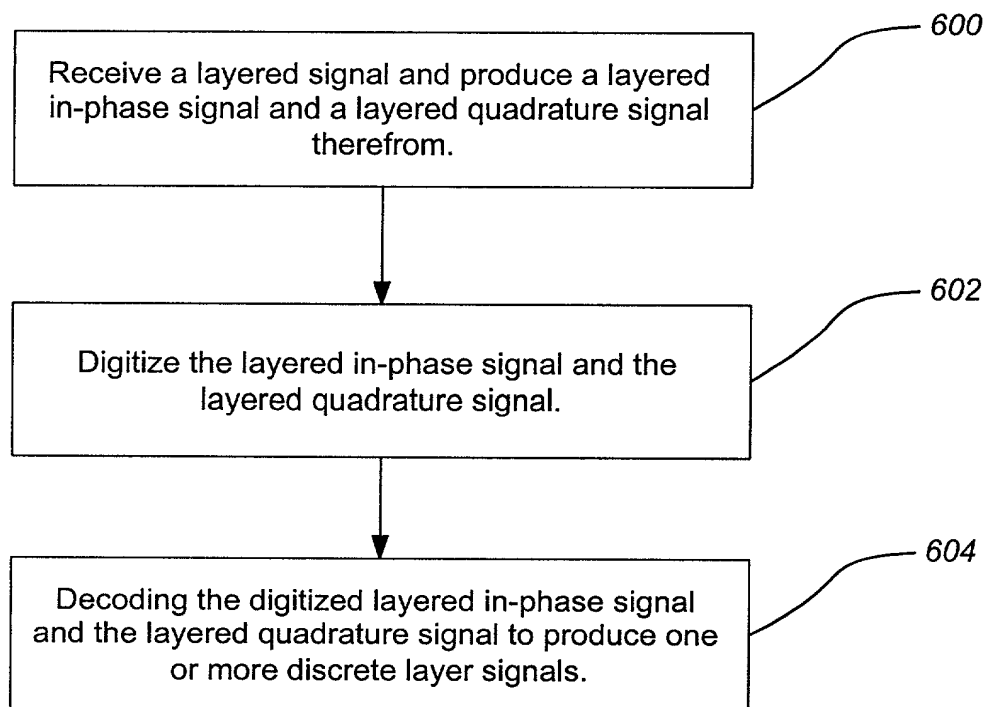 600
Receive a layered signal and produce a layered
in-phase signal and a layered quadrature signal
therefrom.
602
Digitize the layered in-phase signal and the
layered quadrature signal.
604
Decoding the digitized layered in-phase signal
and the layered quadrature signal to produce one
or more discrete layer signals.